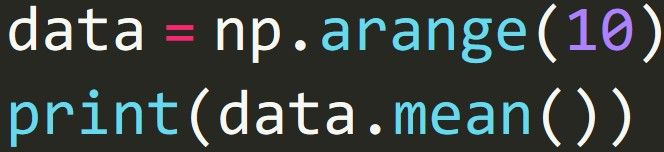 data = np.arange(10)
print(data.mean())